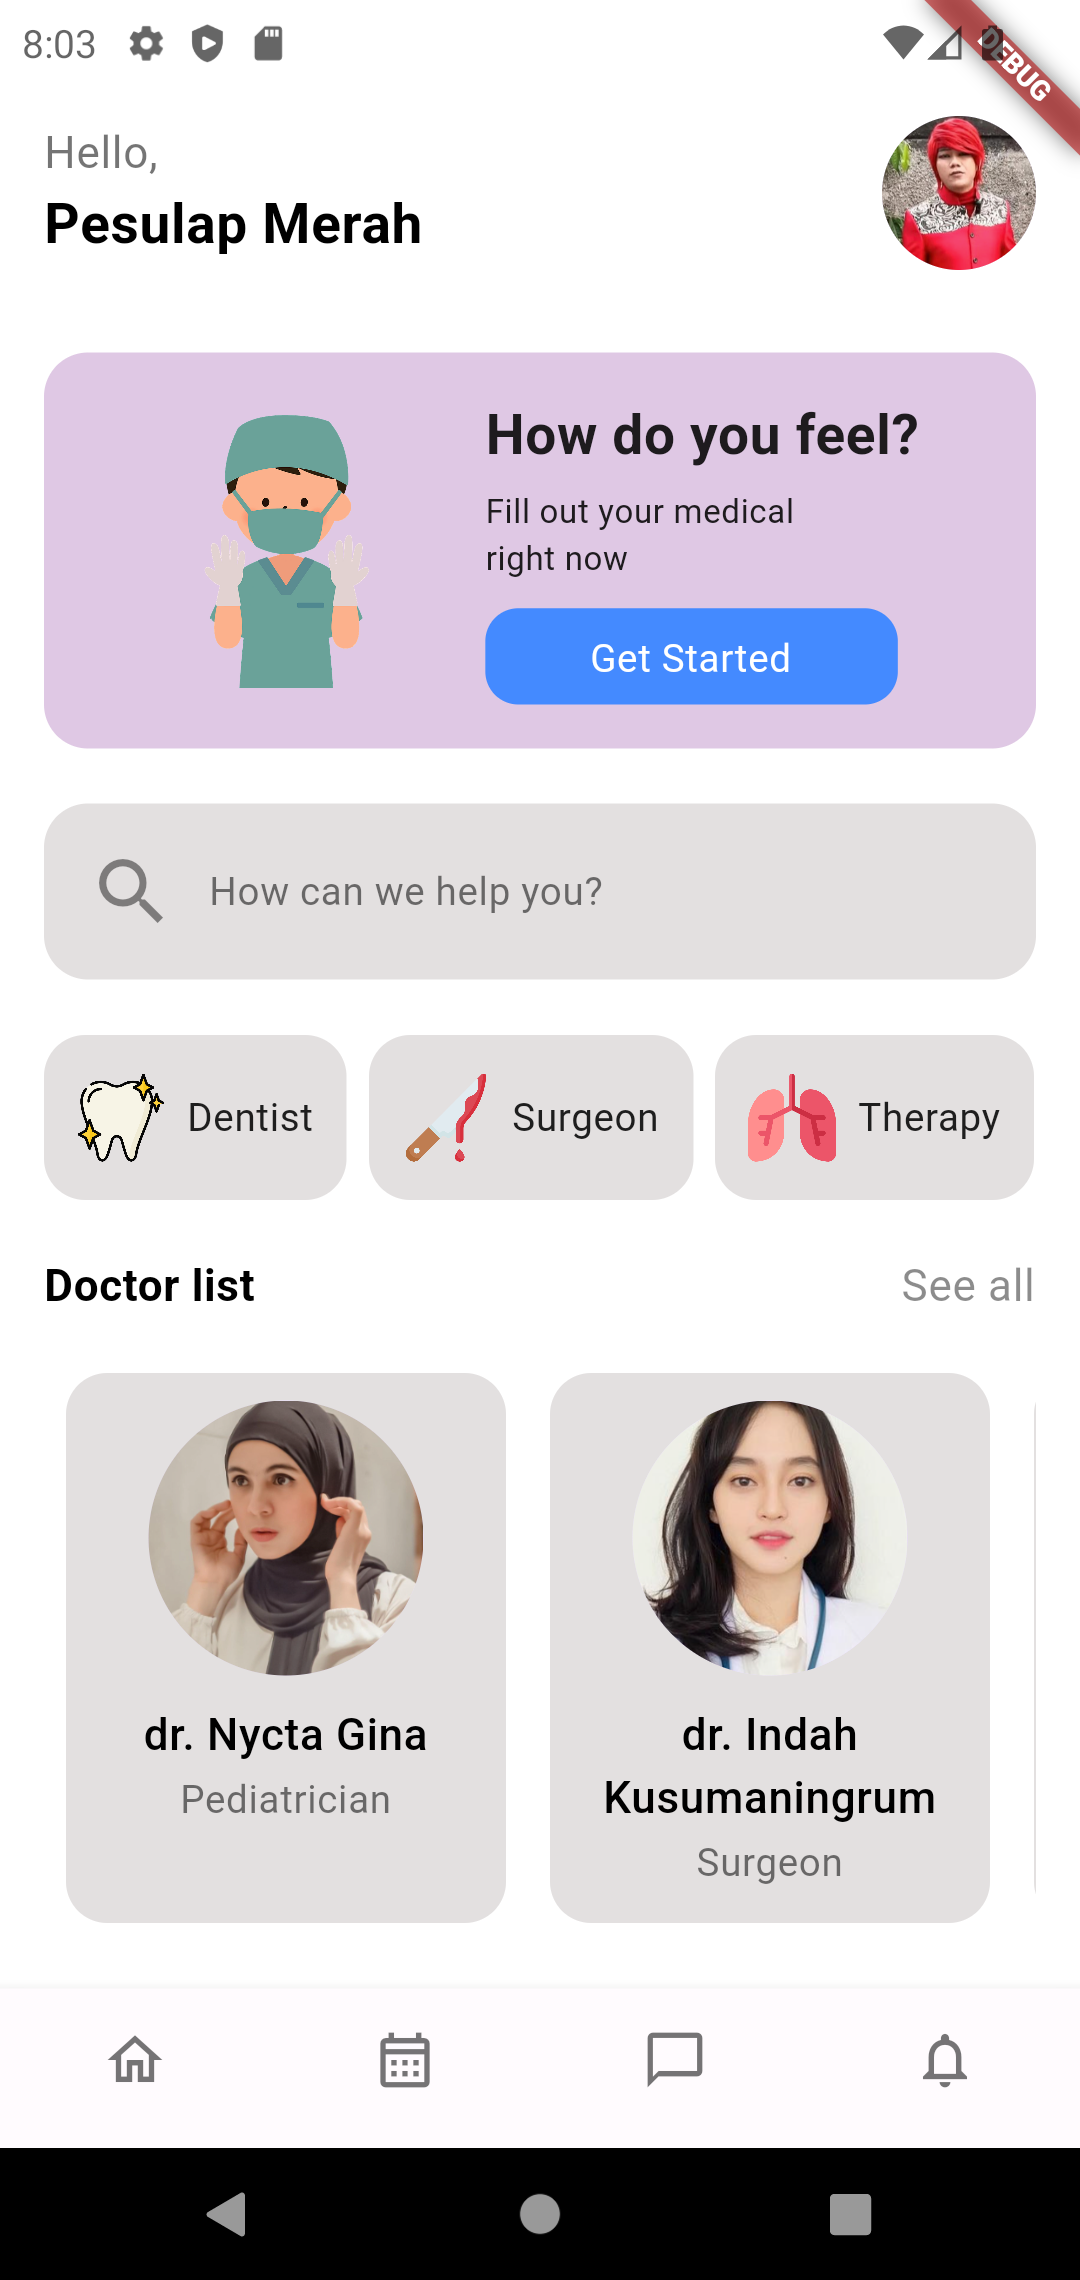 8:03
DEBUG
Hello,
Pesulap Merah
How do you feel?
Fill out your medical
right now
Get Started
How can we help you?
Dentist
Surgeon
Therapy
Doctor list
See all
dr. Nycta Gina
Pediatrician
dr. Indah
Kusumaningrum
Surgeon